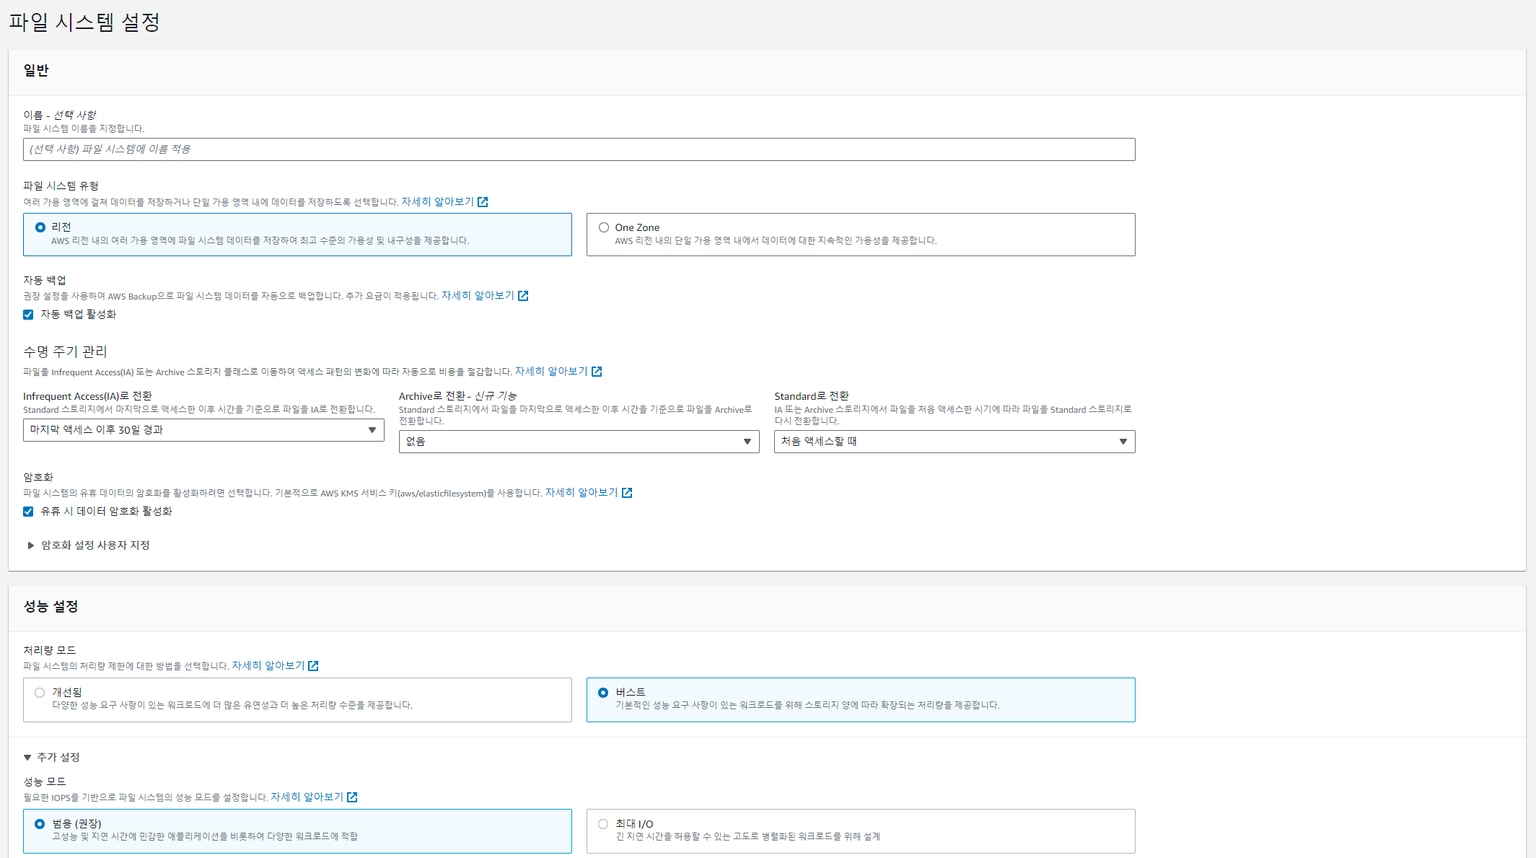 파일 시스템 설정
일반
이름 - 선택 사항
파일 시스템 이름을 지정합니다.
(선택 사항) 파일 시스템에 이름 적용
파일 시스템 유형
여러 가용 영역에 걸쳐 데이터를 저장하거나 단일 가용 영역 내에 데이터를 저장하도록 선택합니다. 자세히 알아보기
리전
AWS 리전 내의 여러 가용 영역에 파일 시스템 데이터를 저장하여 최고 수준의 가용성 및 내구성을 제공합니다.
One Zone
AWS 리전 내의 단일 가용 영역 내에서 데이터에 대한 지속적인 가용성을 제공합니다.
자동 백업
권장 설정을 사용하여 AWS Backup으로 파일 시스템 데이터를 자동으로 백업합니다. 추가 요금이 적용됩니다. 자세히 알아보기
자동 백업 활성화
수명 주기 관리
파일을 Infrequent Access(IA) 또는 Archive 스토리지 클래스로 이동하여 액세스 패턴의 변화에 따라 자동으로 비용을 절감합니다. 자세히 알아보기
Infrequent Access(IA)로 전환
Standard 스토리지에서 마지막으로 액세스한 이후 시간을 기준으로 파일을 IA로 전환합니다.
마지막 액세스 이후 30일 경과
Archive로 전환 - 신규 기능
Standard 스토리지에서 파일을 마지막으로 액세스한 이후 시간을 기준으로 파일을 Archive로
전환합니다.
없음
Standard로 전환
IA 또는 Archive 스토리지에서 파일을 처음 액세스한 시기에 따라 파일을 Standard 스토리지로
다시 전환합니다.
처음 액세스할 때
암호화
파일 시스템의 유휴 데이터의 암호화를 활성화하려면 선택합니다. 기본적으로 AWS KMS 서비스 키(aws/elasticfilesystem)를 사용합니다. 자세히 알아보기
유휴 시 데이터 암호화 활성화
암호화 설정 사용자 지정
성능 설정
처리량 모드
파일 시스템의 처리량 제한에 대한 방법을 선택합니다. 자세히 알아보기
개선됨
다양한 성능 요구 사항이 있는 워크로드에 더 많은 유연성과 더 높은 처리량 수준을 제공합니다.
버스트
기본적인 성능 요구 사항이 있는 워크로드를 위해 스토리지 양에 따라 확장되는 처리량을 제공합니다.
추가 설정
성능 모드
필요한 IOPS를 기반으로 파일 시스템의 성능 모드를 설정합니다. 자세히 알아보기
범용 (권장)
고성능 및 지연 시간에 민감한 애플리케이션을 비롯하여 다양한 워크로드에 적합
최대 I/O
긴 지연 시간을 허용할 수 있는 고도로 병렬화된 워크로드를 위해 설계